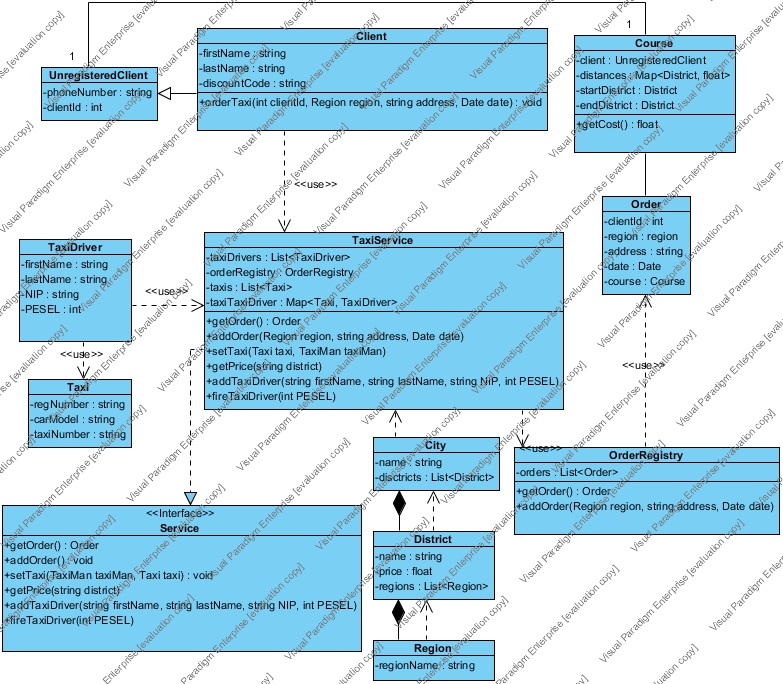 1
1
UnregisteredClient
-phoneNumber : string
-clientId : int
Client
-firstName : string
-lastName : string
-discountCode : string
+orderTaxi(int clientId, Region region, string address, Date date) : void
Course
-client : UnregisteredClient
-distances : Map<District, float>
-startDistrict : District
-endDistrict : District
+getCost() : float
<<use>>
Order
-clientId : int
-region : region
-address : string
-date : Date
-course : Course
TaxiDriver
-firstName : string
-lastName : string
-NIP : string
-PESEL : int
<<use>>
TaxiService
-taxiDrivers : List<TaxiDriver>
-orderRegistry : OrderRegistry
-taxis : List<Taxi>
-taxiTaxiDriver : Map<Taxi, TaxiDriver>
+getOrder() : Order
+addOrder(Region region, string address, Date date)
+setTaxi(Taxi taxi, TaxiMan taxiMan)
+getPrice(string district)
+addTaxiDriver(string firstName, string lastName, string NIP, int PESEL)
+fireTaxiDriver(int PESEL)
<<use>>
<<use>>
Taxi
-regNumber : string
-carModel : string
-taxiNumber : string
<<use>>
City
-name : string
-disctricts : List<District>
OrderRegistry
-orders : List<Order>
+getOrder() : Order
+addOrder(Region region, string address, Date date)
<<Interface>>
Service
+getOrder() : Order
+addOrder() : void
+setTaxi(TaxiMan taxiMan, Taxi taxi) : void
+getPrice(string district)
+addTaxiDriver(string firstName, string lastName, string NIP, int PESEL)
+fireTaxiDriver(int PESEL)
District
-name : string
-price : float
-regions : List<Region>
Region
-regionName : string
Visual Paradigm Enterprise [evaluation copy]